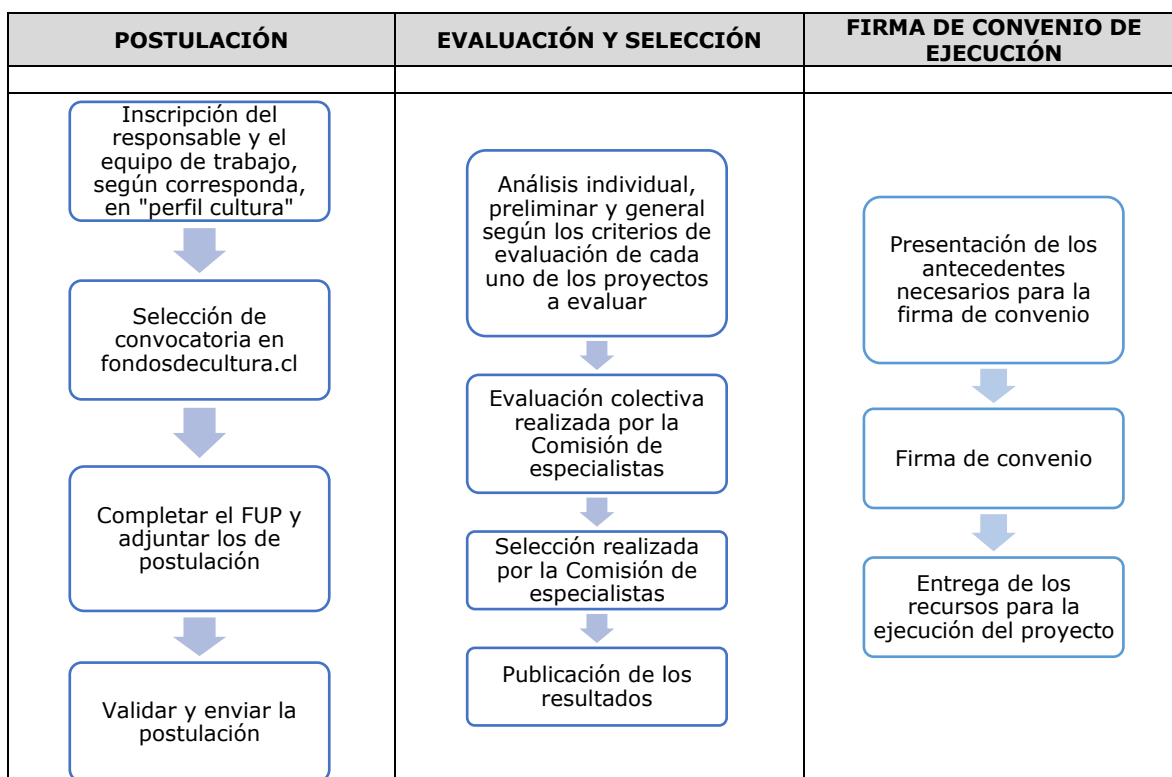 POSTULACIÓN
EVALUACIÓN Y SELECCIÓN
FIRMA DE CONVENIO DE
EJECUCIÓN
Inscripción del
responsable y el
equipo de trabajo,
según corresponda,
en "perfil cultura"
Selección de
convocatoria en
fondosdecultura.cl
Completar el FUP y
adjuntar los de
postulación
Validar y enviar la
postulación
Análisis individual,
preliminar y general
según los criterios de
evaluación de cada
uno de los proyectos
a evaluar
Evaluación colectiva
realizada por la
Comisión de
especialistas
Selección realizada
por la Comisión de
especialistas
Publicación de los
resultados
Presentación de los
antecedentes
necesarios para la
firma de convenio
Firma de convenio
Entrega de los
recursos para la
ejecución del proyecto